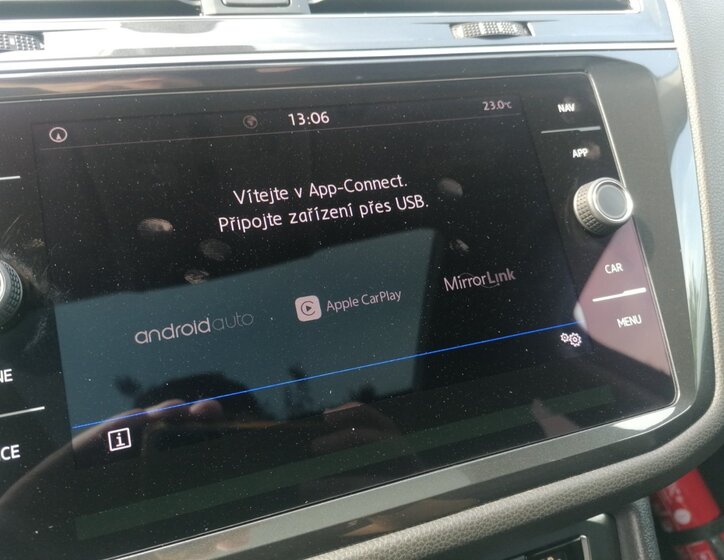 13:06
23.0°C
NAV
APP
Vítejte v App-Connect.
Připojte zařízení přes USB.
androidauto
Apple CarPlay
MirrorLink
CAR
MENU
NE
CE
i